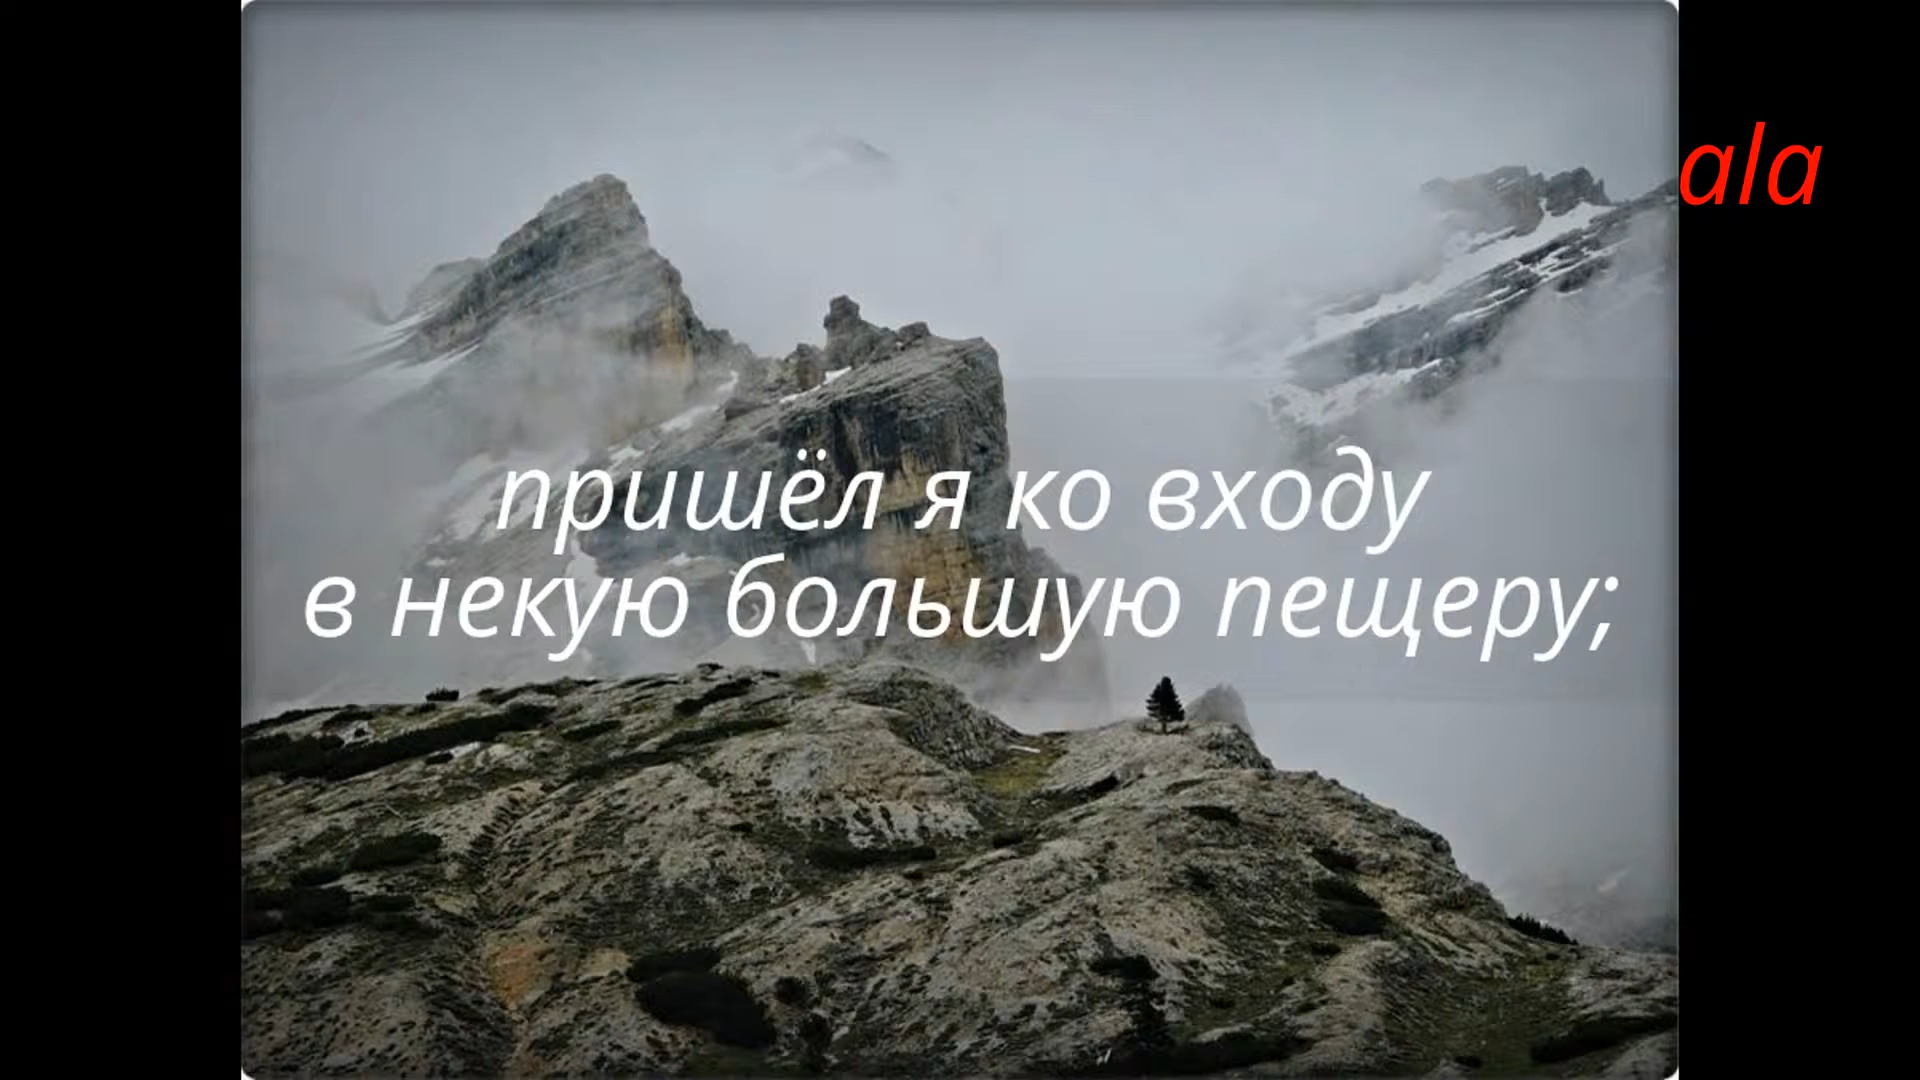 ala
пришёл я ко входу
в некую большую пещеру;